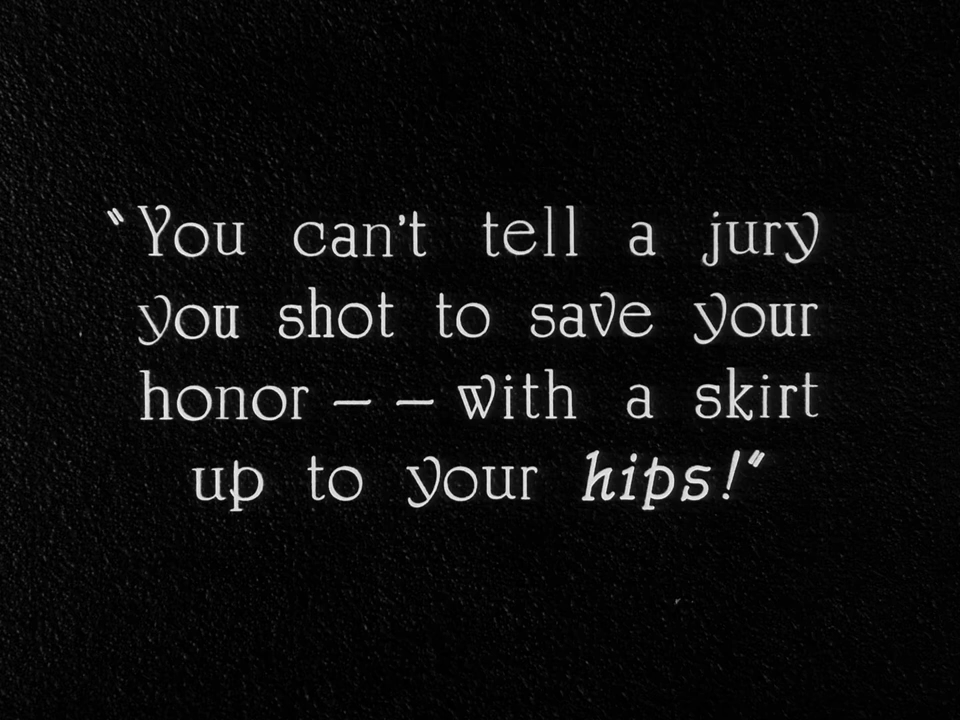 "You can't tell a jury
you shot to save your
honor — — with a skirt
up to your hips!"